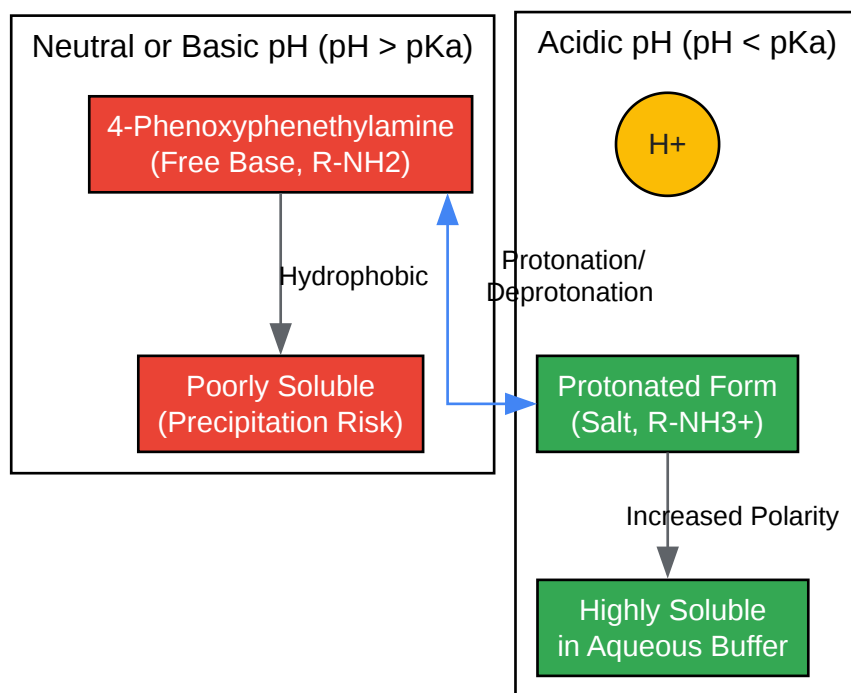 Neutral or Basic pH (pH > pKa)
4-Phenoxyphenethylamine
(Free Base, R-NH2)
Hydrophobic
Poorly Soluble
(Precipitation Risk)
Protonation/
Deprotonation
Acidic pH (pH < pKa)
H+
Protonated Form
(Salt, R-NH3+)
Increased Polarity
Highly Soluble
in Aqueous Buffer